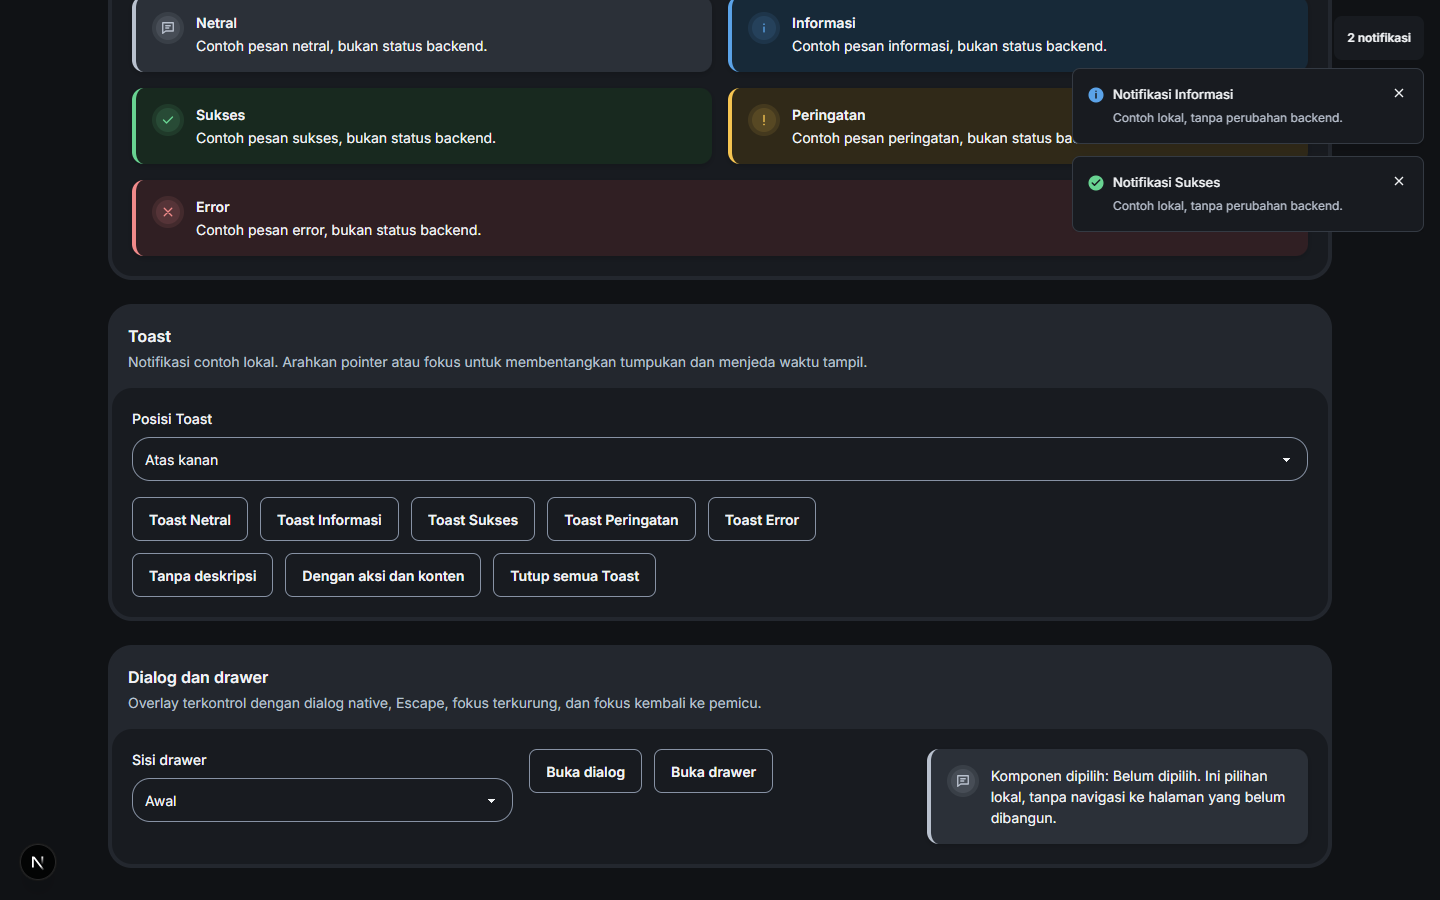 Netral
Contoh pesan netral, bukan status backend.
Informasi
Contoh pesan informasi, bukan status backend.
2 notifikasi
Notifikasi Informasi
Contoh lokal, tanpa perubahan backend.
Sukses
Contoh pesan sukses, bukan status backend.
Peringatan
Contoh pesan peringatan, bukan status
Notifikasi Sukses
Contoh lokal, tanpa perubahan backend.
Error
Contoh pesan error, bukan status backend.
Toast
Notifikasi contoh lokal. Arahkan pointer atau fokus untuk membentangkan tumpukan dan menjeda waktu tampil.
Posisi Toast
Atas kanan
Toast Netral
Toast Informasi
Toast Sukses
Toast Peringatan
Toast Error
Tanpa deskripsi
Dengan aksi dan konten
Tutup semua Toast
Dialog dan drawer
Overlay terkontrol dengan dialog native, Escape, fokus terkurung, dan fokus kembali ke pemicu.
Sisi drawer
Awal
Buka dialog
Buka drawer
Komponen dipilih: Belum dipilih. Ini pilihan
lokal, tanpa navigasi ke halaman yang belum
dibangun.
N